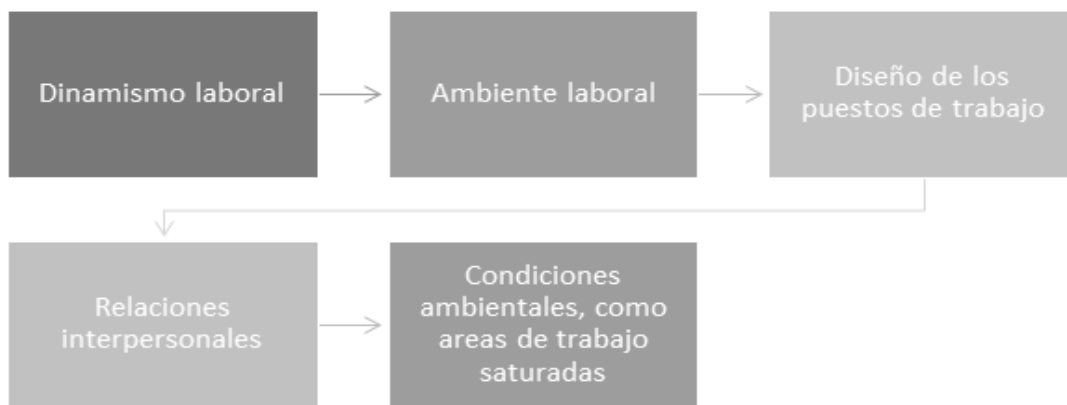 Dinamismo laboral
Ambiente laboral
Diseño de los
puestos de trabajo
Relaciones
interpersonales
Condiciones
ambientales, como
areas de trabajo
saturadas